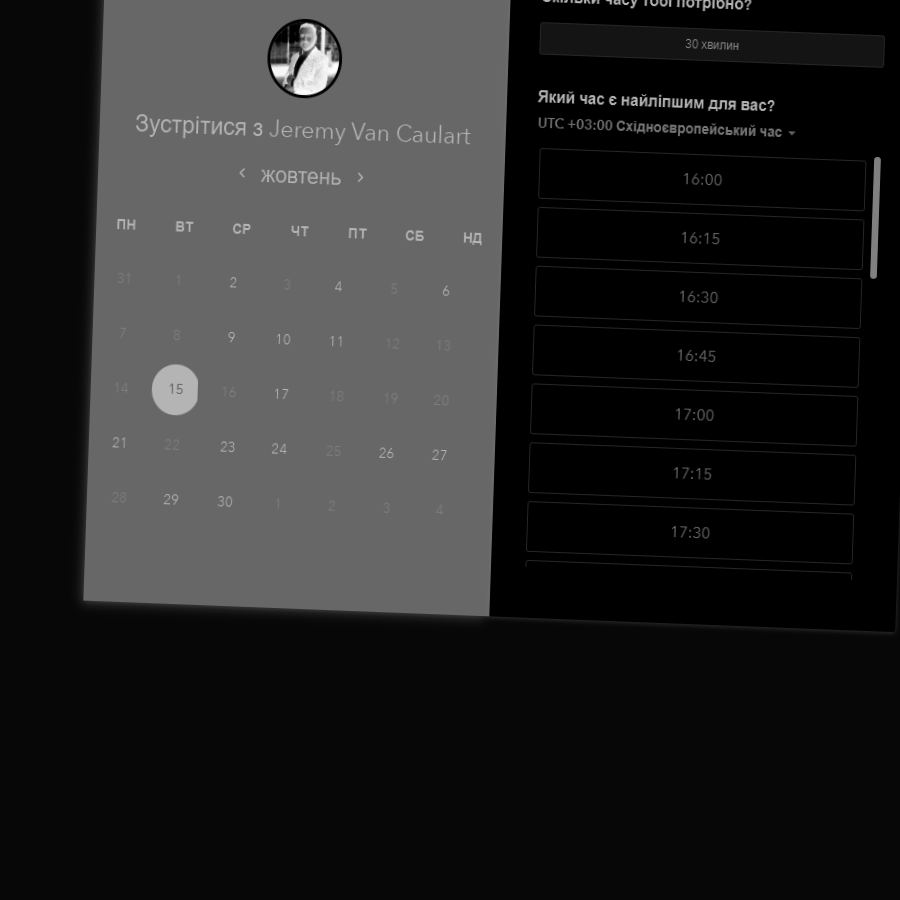 Зустрітися з Jeremy Van Caulart
жовтень
ПН ВТ СР ЧТ ПТ СБ НД
31 1 2 3 4 5 6
7 8 9 10 11 12 13
14 15 16 17 18 19 20
21 22 23 24 25 26 27
28 29 30 1 2 3 4
Скільки часу тобі потрібно?
30 хвилин
Який час є найліпшим для вас?
UTC +03:00 Східноєвропейський час
16:00
16:15
16:30
16:45
17:00
17:15
17:30